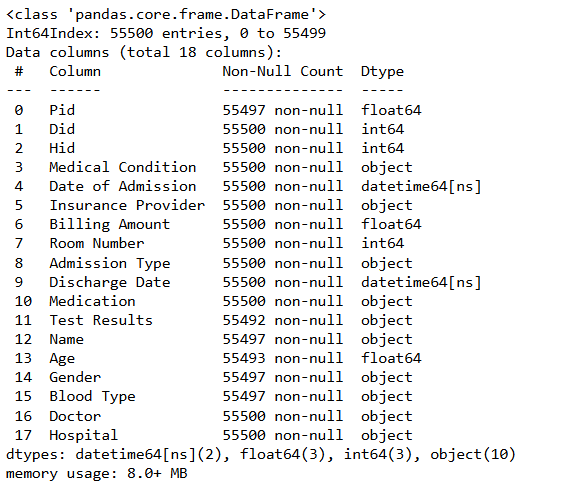 <class 'pandas.core.frame.DataFrame'>
Int64Index: 55500 entries, 0 to 55499
Data columns (total 18 columns):
 #   Column              Non-Null Count  Dtype
---  ------              --------------  -----
 0   Pid                 55497 non-null  float64
 1   Did                 55500 non-null  int64
 2   Hid                 55500 non-null  int64
 3   Medical Condition   55500 non-null  object
 4   Date of Admission   55500 non-null  datetime64[ns]
 5   Insurance Provider  55500 non-null  object
 6   Billing Amount      55500 non-null  float64
 7   Room Number         55500 non-null  int64
 8   Admission Type      55500 non-null  object
 9   Discharge Date      55500 non-null  datetime64[ns]
 10  Medication          55500 non-null  object
 11  Test Results        55492 non-null  object
 12  Name                55497 non-null  object
 13  Age                 55493 non-null  float64
 14  Gender              55497 non-null  object
 15  Blood Type          55497 non-null  object
 16  Doctor              55500 non-null  object
 17  Hospital            55500 non-null  object
dtypes: datetime64[ns](2), float64(3), int64(3), object(10)
memory usage: 8.0+ MB